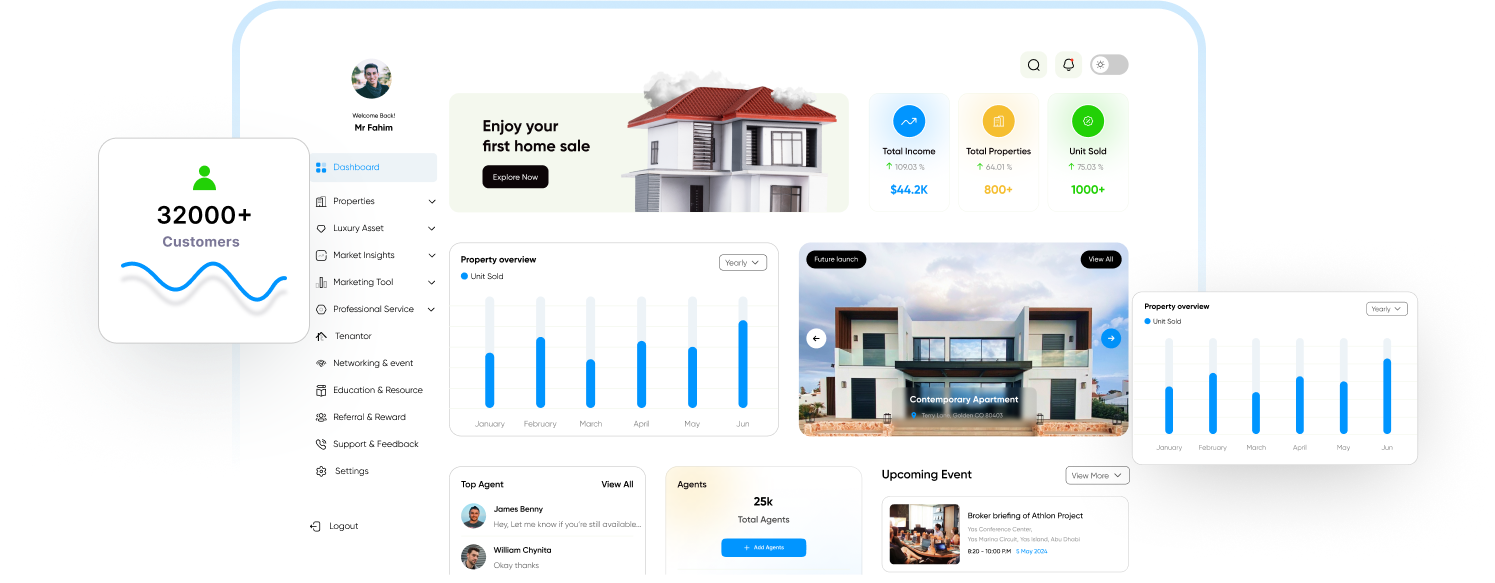 32000+
Customers
Welcome Back!
Mr Fahim
Dashboard
Properties
Luxury Asset
Market Insights
Marketing Tool
Professional Service
Tenantor
Networking & event
Education & Resource
Referral & Reward
Support & Feedback
Settings
Logout
Enjoy your
first home sale
Explore Now
Total Income
109.03 %
$44.2K
Total Properties
64.01 %
800+
Unit Sold
75.03 %
1000+
Property overview
Yearly
Unit Sold
January February March April May Jun
Future launch
View All
Contemporary Apartment
Terry Lane, Golden CO 80403
Property overview
Yearly
Unit Sold
January February March April May Jun
Top Agent
View All
James Benny
Hey, Let me know if you're still available...
William Chynita
Okay thanks
Agents
25k
Total Agents
+ Add Agents
Upcoming Event
View More
Broker briefing of Athlon Project
Yas Conference Center,
Yas Marina Circuit, Yas Island, Abu Dhabi
8:20 - 10:00 P.M 5 May 2024